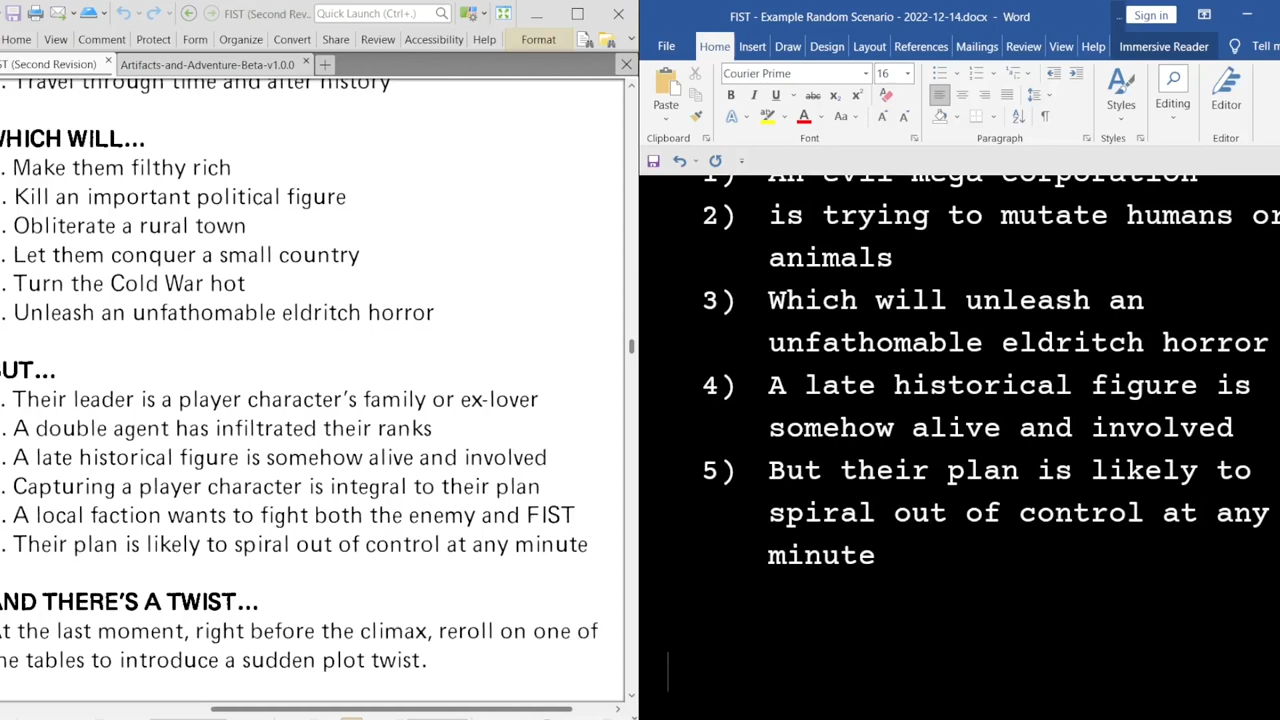 FIST (Second Rev...
Quick Launch (Ctrl+.)
Home View Comment Protect Form Organize Convert Share Review Accessibility Help Format
ST (Second Revision) Artifacts-and-Adventure-Beta-v1.0.0
. Travel through time and alter history
WHICH WILL...
. Make them filthy rich
. Kill an important political figure
. Obliterate a rural town
. Let them conquer a small country
. Turn the Cold War hot
. Unleash an unfathomable eldritch horror
BUT...
. Their leader is a player character's family or ex-lover
. A double agent has infiltrated their ranks
. A late historical figure is somehow alive and involved
. Capturing a player character is integral to their plan
. A local faction wants to fight both the enemy and FIST
. Their plan is likely to spiral out of control at any minute
AND THERE'S A TWIST...
At the last moment, right before the climax, reroll on one of
the tables to introduce a sudden plot twist.
FIST - Example Random Scenario - 2022-12-14.docx - Word
... Sign in
File Home Insert Draw Design Layout References Mailings Review View Help Immersive Reader Tell m
Paste
Clipboard
Courier Prime 16
B I U abc x2 x2
A A Aa A A
Font
Paragraph
Styles
Styles
Editing
Editor
Editor
1) An evil mega corporation
2) is trying to mutate humans or
animals
3) Which will unleash an
unfathomable eldritch horror
4) A late historical figure is
somehow alive and involved
5) But their plan is likely to
spiral out of control at any
minute